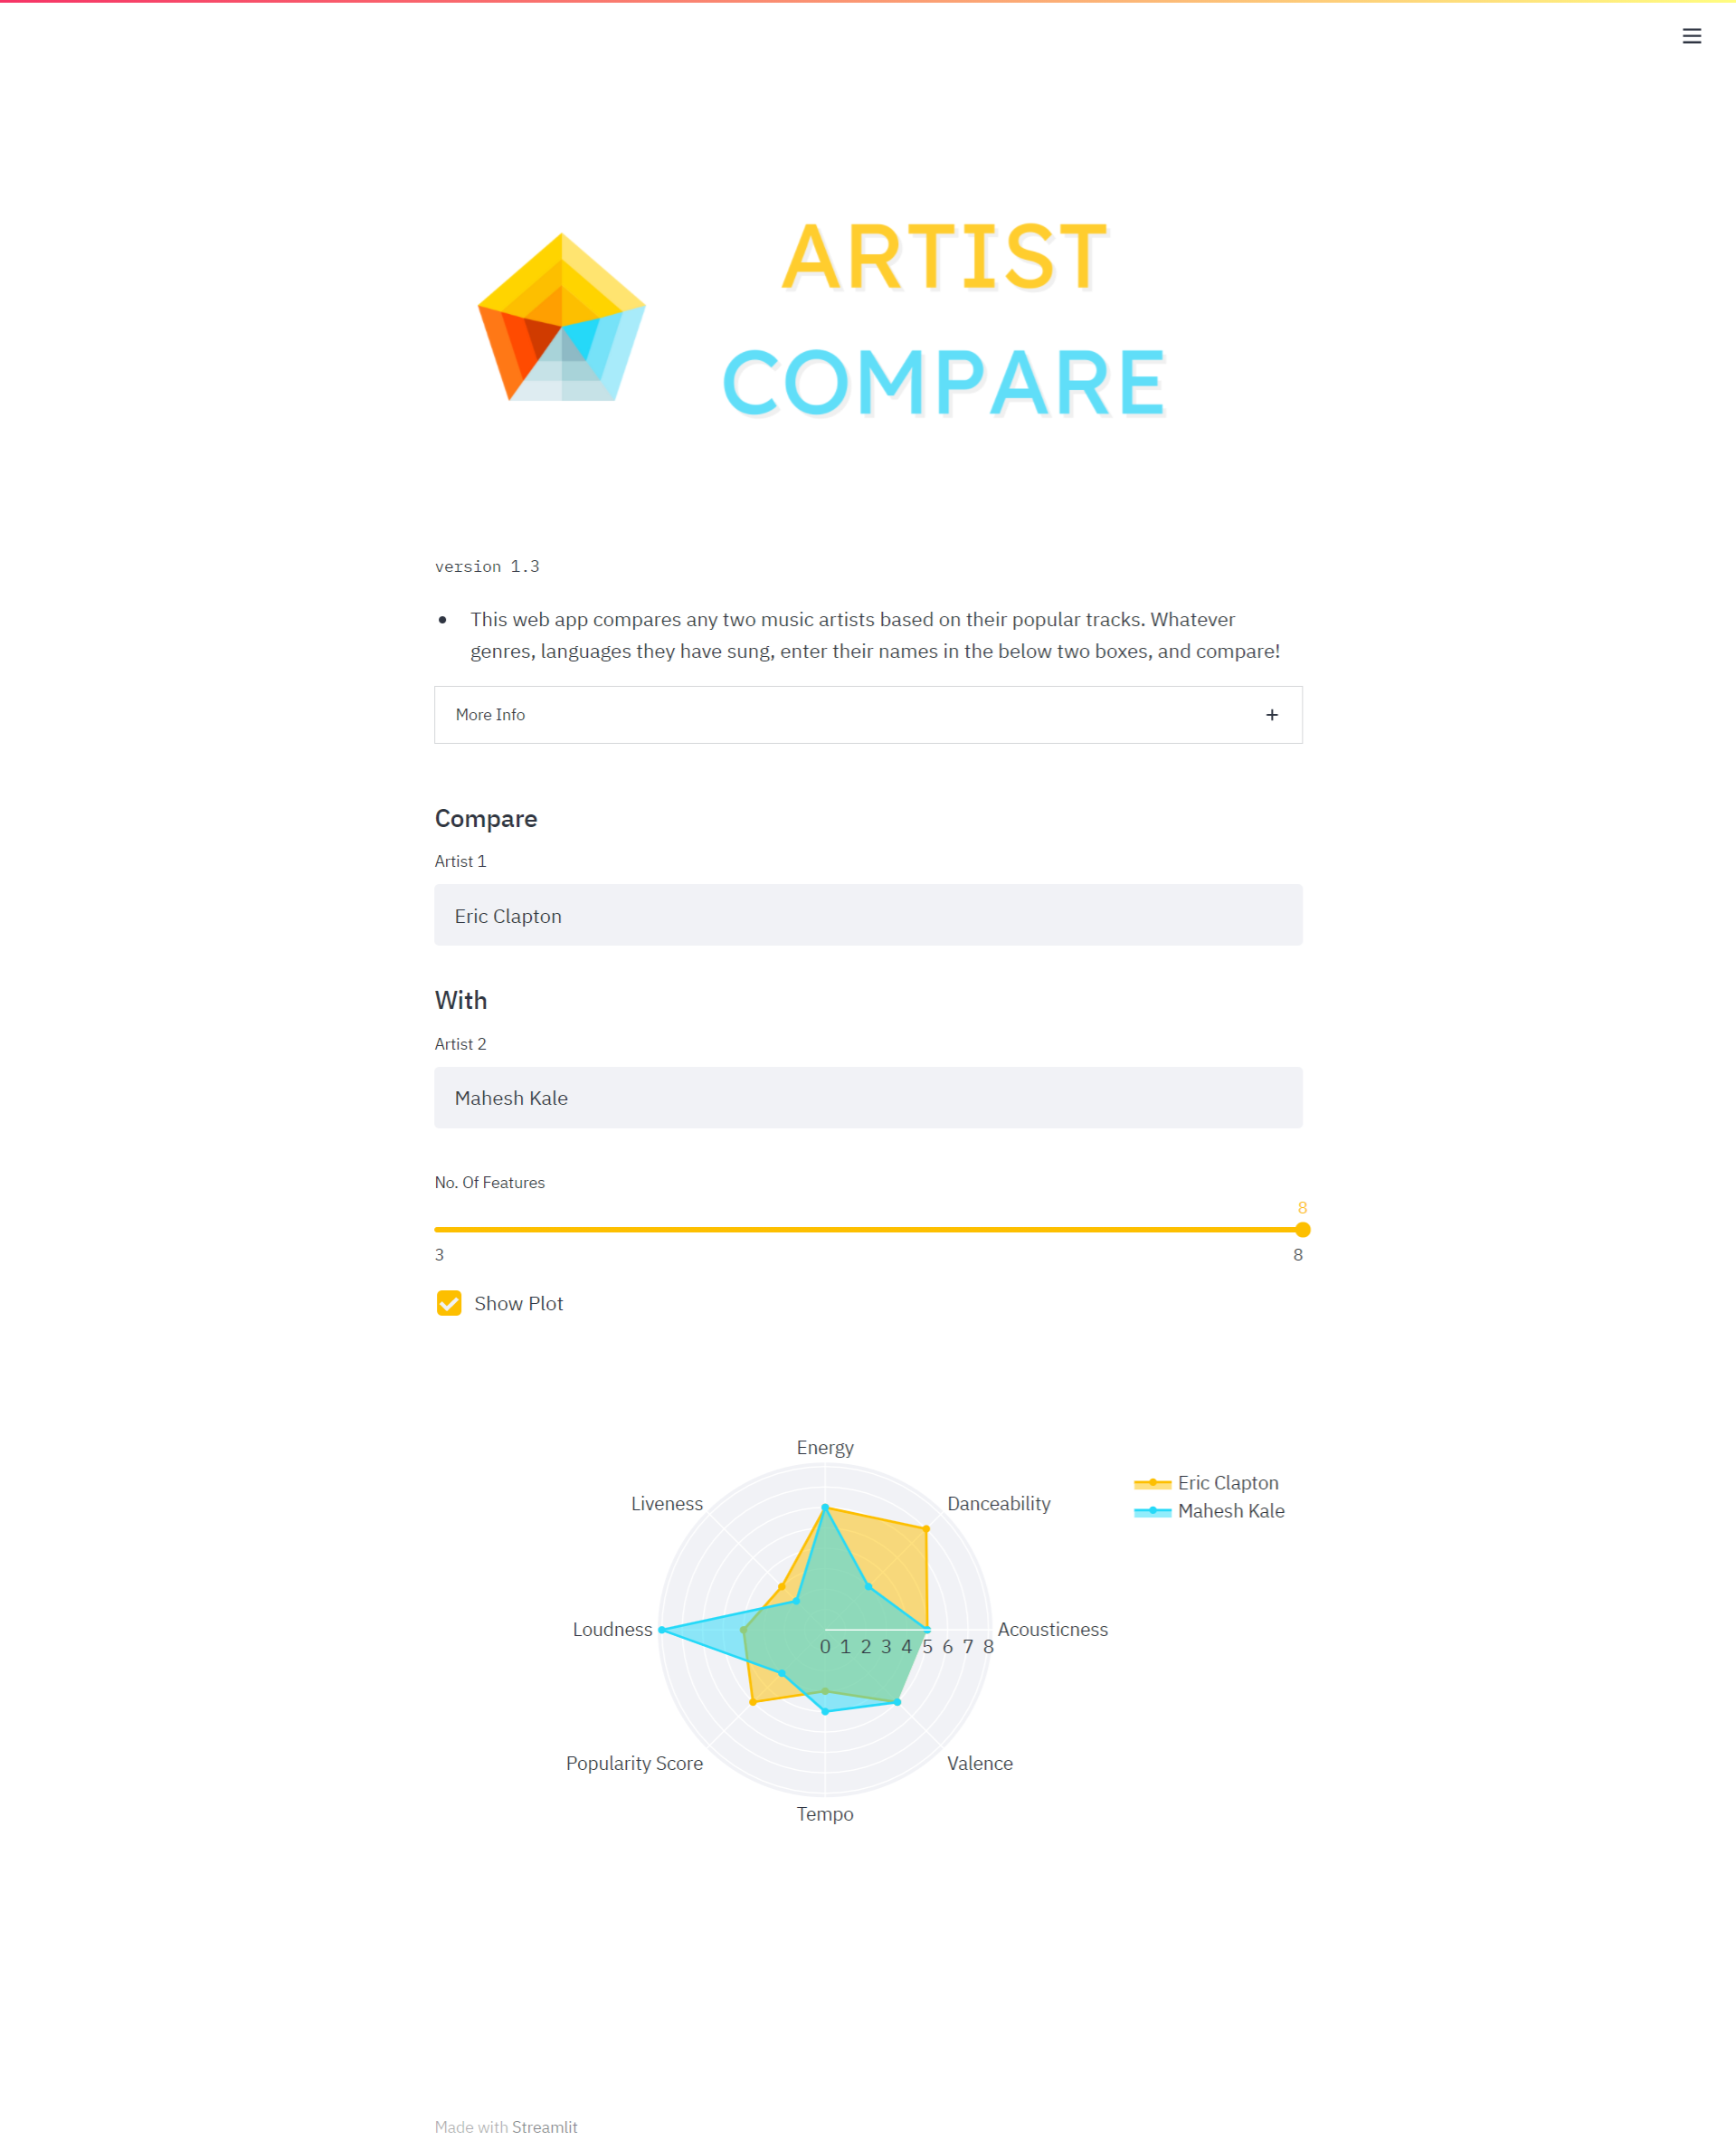 ARTIST
COMPARE
version 1.3
This web app compares any two music artists based on their popular tracks. Whatever
genres, languages they have sung, enter their names in the below two boxes, and compare!
More Info
Compare
Artist 1
Eric Clapton
With
Artist 2
Mahesh Kale
No. Of Features
8
3 8
Show Plot
Energy
Eric Clapton
Liveness Danceability
Mahesh Kale
Loudness Acousticness
0 1 2 3 4 5 6 7 8
Popularity Score Valence
Tempo
Made with Streamlit